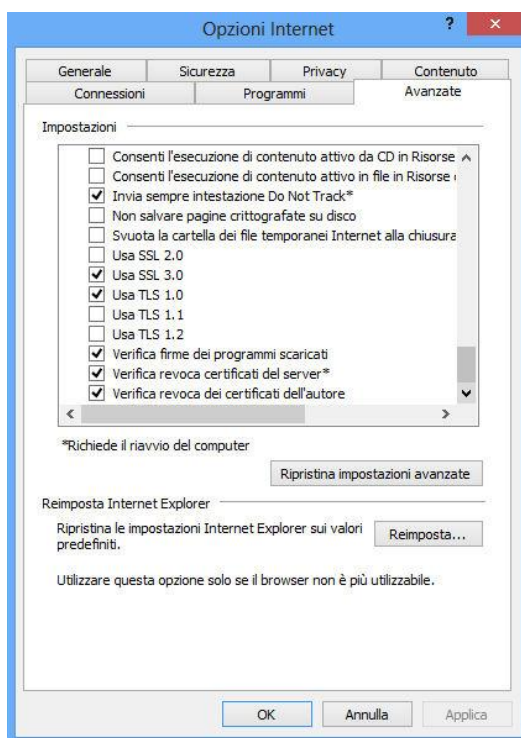 Opzioni Internet
?
Generale Sicurezza Privacy Contenuto
Connessioni Programmi Avanzate
Impostazioni
Consenti l'esecuzione di contenuto attivo da CD in Risorse
Consenti l'esecuzione di contenuto attivo in file in Risorse
Invia sempre intestazione Do Not Track*
Non salvare pagine crittografate su disco
Svuota la cartella dei file temporanei Internet alla chiusura
Usa SSL 2.0
Usa SSL 3.0
Usa TLS 1.0
Usa TLS 1.1
Usa TLS 1.2
Verifica firme dei programmi scaricati
Verifica revoca certificati del server*
Verifica revoca dei certificati dell'autore
*Richiede il riavvio del computer
Ripristina impostazioni avanzate
Reimposta Internet Explorer
Ripristina le impostazioni Internet Explorer sui valori
predefiniti.
Reimposta...
Utilizzare questa opzione solo se il browser non è più utilizzabile.
OK Annulla Applica